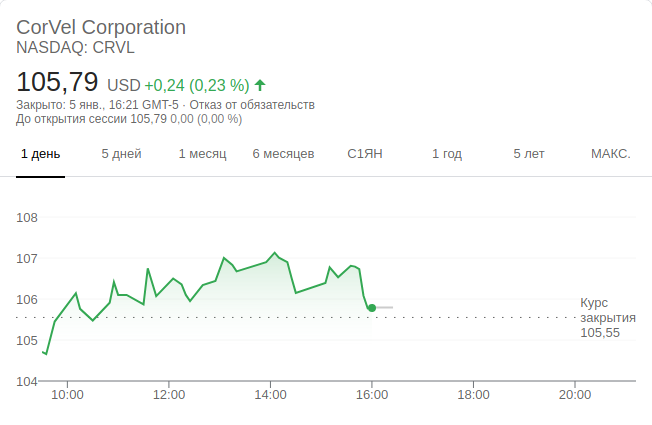 CorVel Corporation
NASDAQ: CRVL
105,79 USD +0,24 (0,23 %)
Закрыто: 5 янв., 16:21 GMT-5 · Отказ от обязательств
До открытия сессии 105,79 0,00 (0,00 %)
1 день 5 дней 1 месяц 6 месяцев С1ЯН 1 год 5 лет МАКС.
108
107
106
105
104
Курс
закрытия
105,55
10:00 12:00 14:00 16:00 18:00 20:00